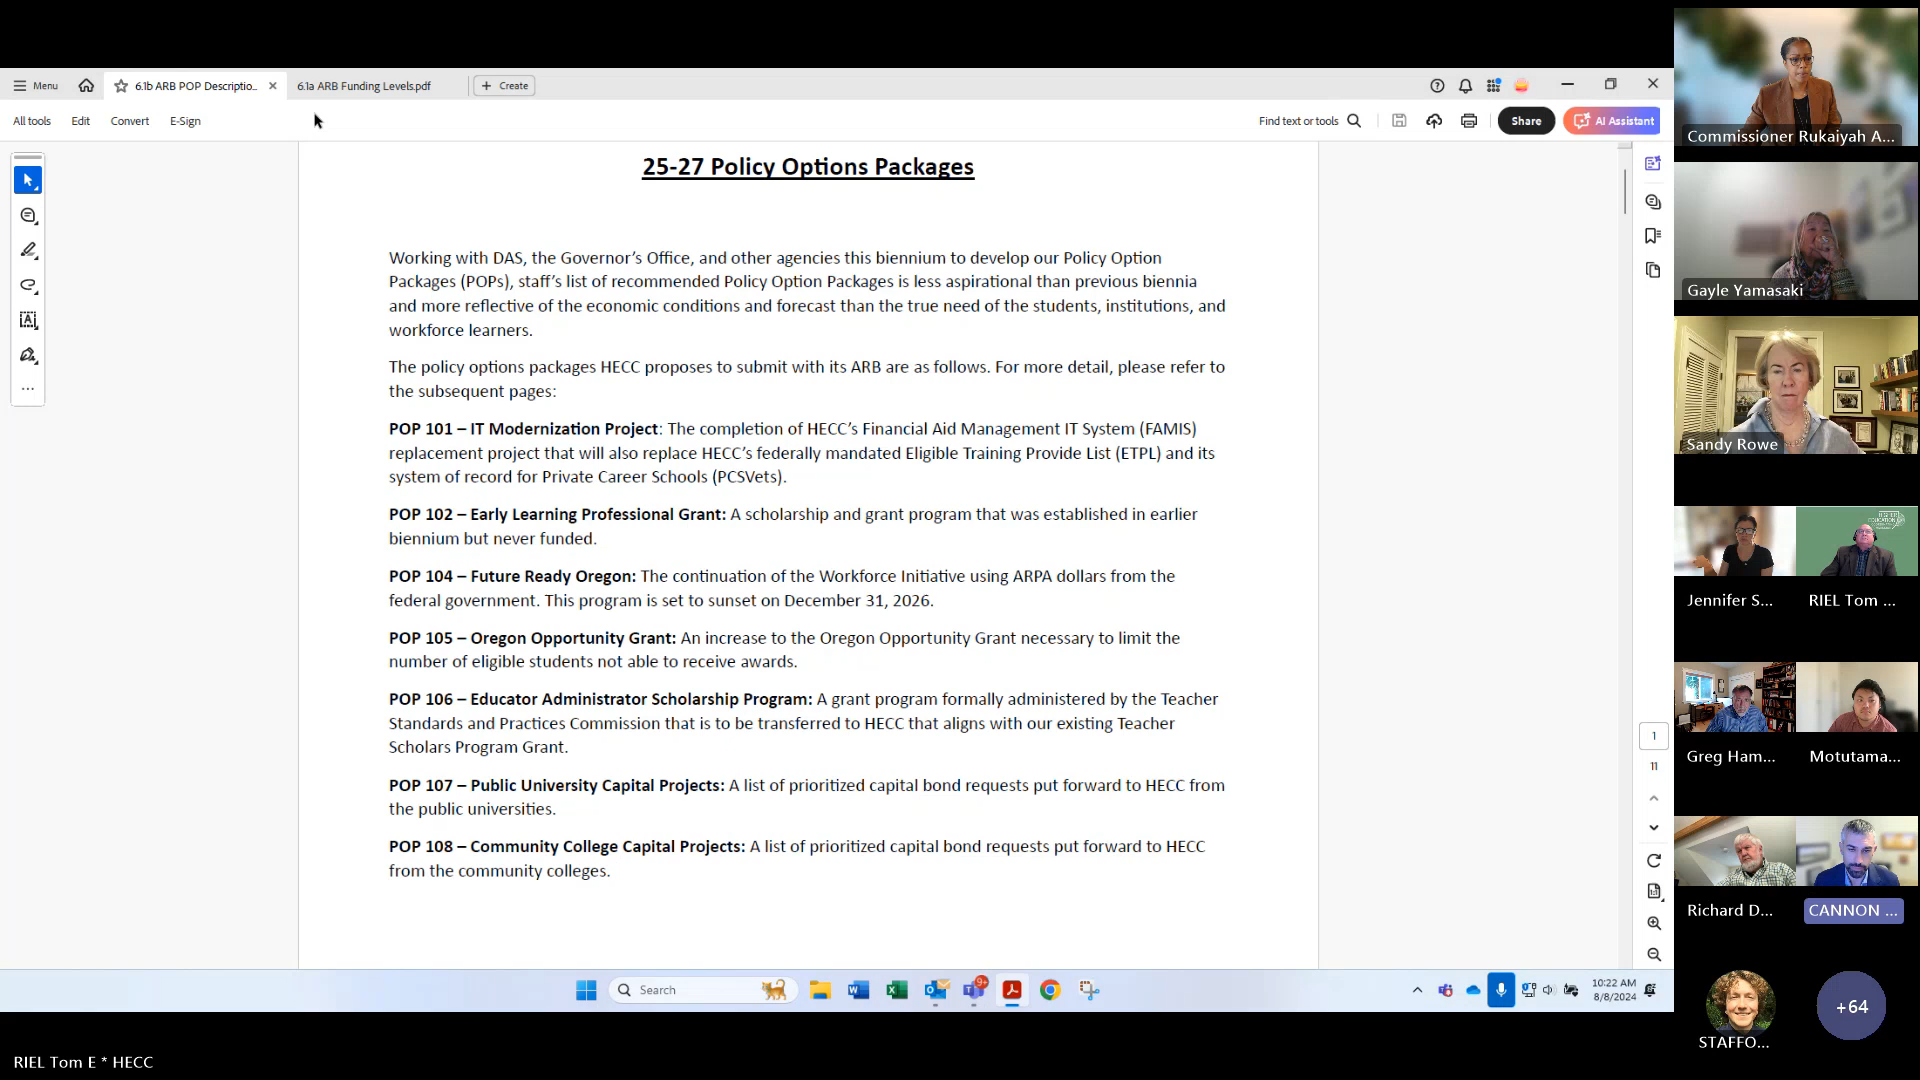 Menu
6.1b ARB POP Descriptio...
6.1a ARB Funding Levels.pdf
Create
All tools
Edit
Convert
E-Sign
Find text or tools
Share
AI Assistant
25-27 Policy Options Packages
Working with DAS, the Governor's Office, and other agencies this biennium to develop our Policy Option
Packages (POPs), staff's list of recommended Policy Option Packages is less aspirational than previous biennia
and more reflective of the economic conditions and forecast than the true need of the students, institutions, and
workforce learners.
The policy options packages HECC proposes to submit with its ARB are as follows. For more detail, please refer to
the subsequent pages:
POP 101 – IT Modernization Project: The completion of HECC's Financial Aid Management IT System (FAMIS)
replacement project that will also replace HECC's federally mandated Eligible Training Provide List (ETPL) and its
system of record for Private Career Schools (PCSVets).
POP 102 – Early Learning Professional Grant: A scholarship and grant program that was established in earlier
biennium but never funded.
POP 104 – Future Ready Oregon: The continuation of the Workforce Initiative using ARPA dollars from the
federal government. This program is set to sunset on December 31, 2026.
POP 105 – Oregon Opportunity Grant: An increase to the Oregon Opportunity Grant necessary to limit the
number of eligible students not able to receive awards.
POP 106 – Educator Administrator Scholarship Program: A grant program formally administered by the Teacher
Standards and Practices Commission that is to be transferred to HECC that aligns with our existing Teacher
Scholars Program Grant.
POP 107 – Public University Capital Projects: A list of prioritized capital bond requests put forward to HECC from
the public universities.
POP 108 – Community College Capital Projects: A list of prioritized capital bond requests put forward to HECC
from the community colleges.
1
11
Search
9+
10:22 AM
8/8/2024
Commissioner Rukaiyah A...
Gayle Yamasaki
Sandy Rowe
HIGHER
EDUCATION
Jennifer S...
RIEL Tom ...
Greg Ham...
Motutama...
Richard D...
CANNON ...
STAFFO...
+64
RIEL Tom E * HECC